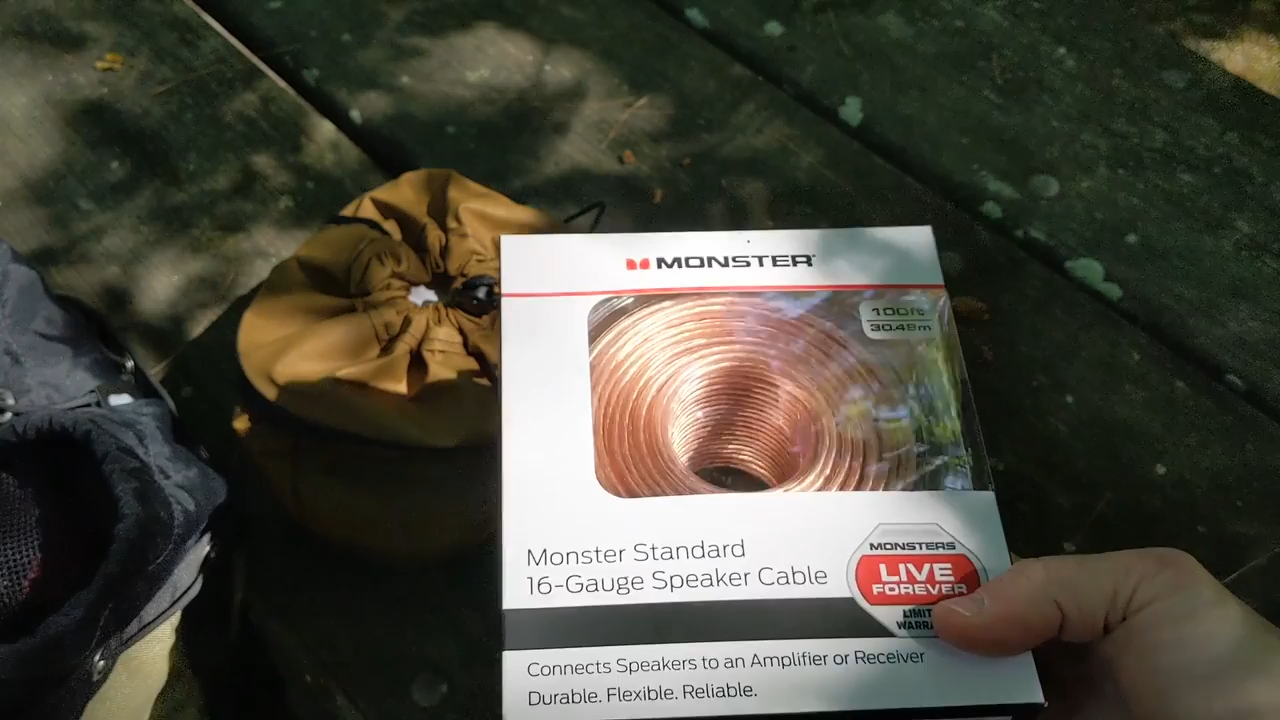 MONSTER
100ft
30.48m
Monster Standard
16-Gauge Speaker Cable
MONSTERS
LIVE
FOREVER
Connects Speakers to an Amplifier or Receiver
Durable. Flexible. Reliable.